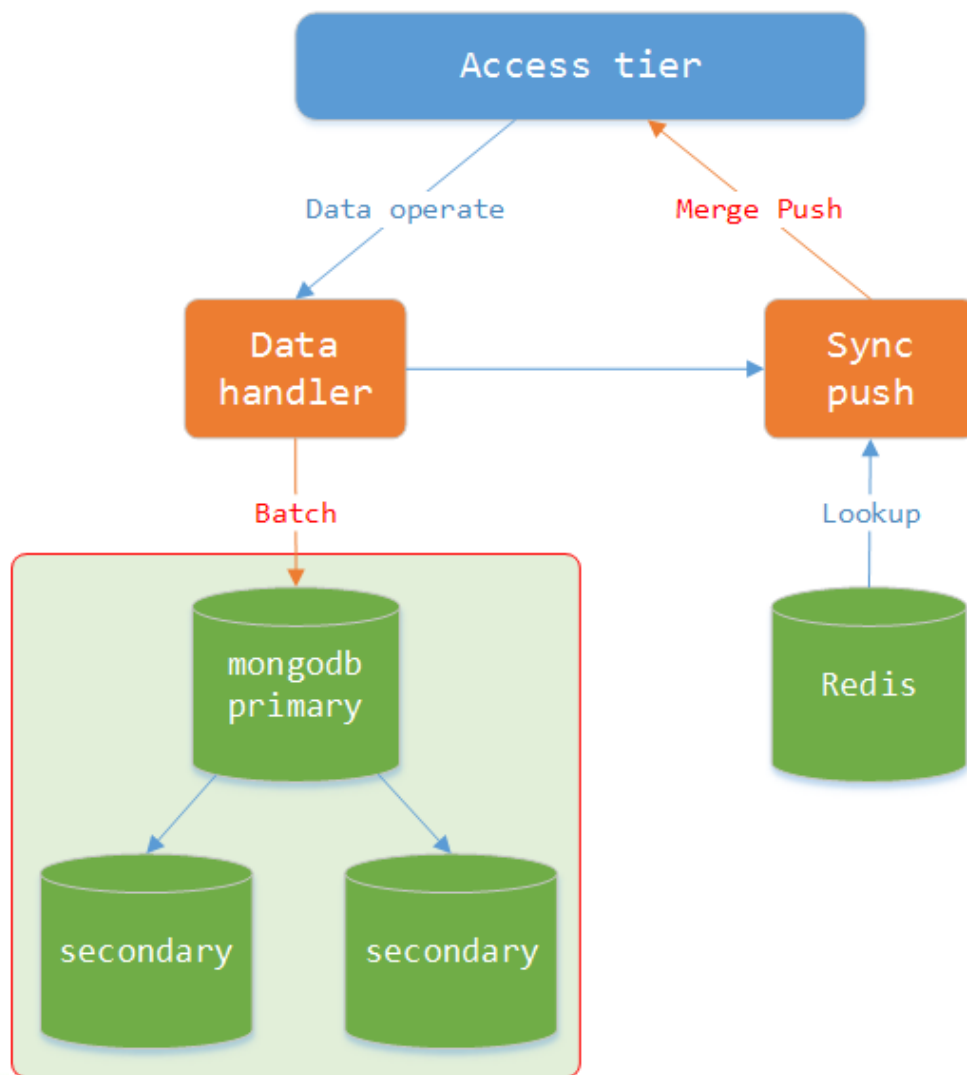 Access tier
Data operate
Merge Push
Data
handler
Sync
push
Batch
Lookup
mongodb
primary
Redis
secondary
secondary